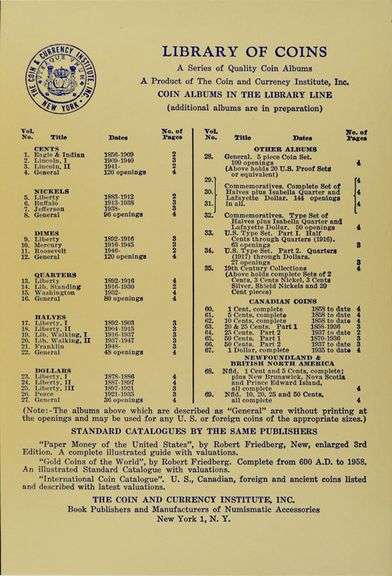 THE COIN & CURRENCY INSTITUTE, INC.
NEW YORK
LIBRARY OF COINS
A Series of Quality Coin Albums
A Product of The Coin and Currency Institute, Inc.
COIN ALBUMS IN THE LIBRARY LINE
(additional albums are in preparation)
Vol. No. Title Dates No. of Pages
CENTS
1. Eagle & Indian 1856-1909 2
2. Lincoln, I 1909-1940 3
3. Lincoln, II 1941- 2
4. General 120 openings 4
NICKELS
5. Liberty 1883-1912 2
6. Buffalo 1913-1938 3
7. Jefferson 1938- 3
8. General 96 openings 4
DIMES
9. Liberty 1892-1916 3
10. Mercury 1916-1945 3
11. Roosevelt 1946- 2
12. General 120 openings 4
QUARTERS
13. Liberty 1892-1916 4
14. Lib. Standing 1916-1930 2
15. Washington 1932- 4
16. General 80 openings 4
HALVES
17. Liberty, I 1892-1903 3
18. Liberty, II 1904-1915 3
19. Lib. Walking, I 1916-1937 3
20. Lib. Walking, II 1937-1947
21. Franklin 1948- 3
22. General 48 openings 4
DOLLARS
23. Liberty, I 1878-1886 4
24. Liberty, II 1887-1897 4
25. Liberty, III 1897-1921 4
26. Peace 1921-1935 3
27. General 36 openings 4
Vol. No. Title Dates No. of Pages
OTHER ALBUMS
28. General. 5 piece Coin Set.
100 openings 4
(Above holds 20 U.S. Proof Sets
or equivalent)
29. 4
30. Commemoratives. Complete Set of
Halves plus Isabella Quarter and
Lafayette Dollar. 144 openings
31. in all. 4
32. Commemoratives. Type Set of
Halves plus Isabella Quarter and
Lafayette Dollar. 50 openings 4
33. U.S. Type Set. Part I. Half
Cents through Quarters (1916).
63 openings 3
34. U.S. Type Set. Part 2. Quarters
(1917) through Dollars.
27 openings 3
35. 20th Century Collections 4
(Above holds complete Sets of 2
Cents, 3 Cents Nickel, 3 Cents
Silver, Shield Nickels and 20
Cent pieces)
CANADIAN COINS
60. 1 Cent, complete 1858 to date 4
61. 5 Cents, complete 1858 to date 4
62. 10 Cents, complete 1858 to date 4
63. 20 & 25 Cents. Part 1 1858-1936 3
64. 25 Cents. Part 2 1937 to date 2
65. 50 Cents. Part 1 1870-1936 3
66. 50 Cents. Part 2 1937 to date 3
67. 1 Dollar, complete 1935 to date 4
NEWFOUNDLAND &
BRITISH NORTH AMERICA
68. Nfld. 1 Cent and 5 Cents, complete;
plus New Brunswick, Nova Scotia
and Prince Edward Island,
all complete 4
69. Nfld. 10, 20, 25 and 50 Cents,
all complete 4
(Note:-The albums above which are described as "General" are without printing at
the openings and may be used for any U. S. or foreign coins of the appropriate sizes.)
STANDARD CATALOGUES BY THE SAME PUBLISHERS
"Paper Money of the United States", by Robert Friedberg, New, enlarged 3rd
Edition. A complete illustrated guide with valuations.
"Gold Coins of the World", by Robert Friedberg. Complete from 600 A.D. to 1958.
An illustrated Standard Catalogue with valuations.
"International Coin Catalogue". U. S., Canadian, foreign and ancient coins listed
and described with latest valuations.
THE COIN AND CURRENCY INSTITUTE, INC.
Book Publishers and Manufacturers of Numismatic Accessories
New York 1, N. Y.